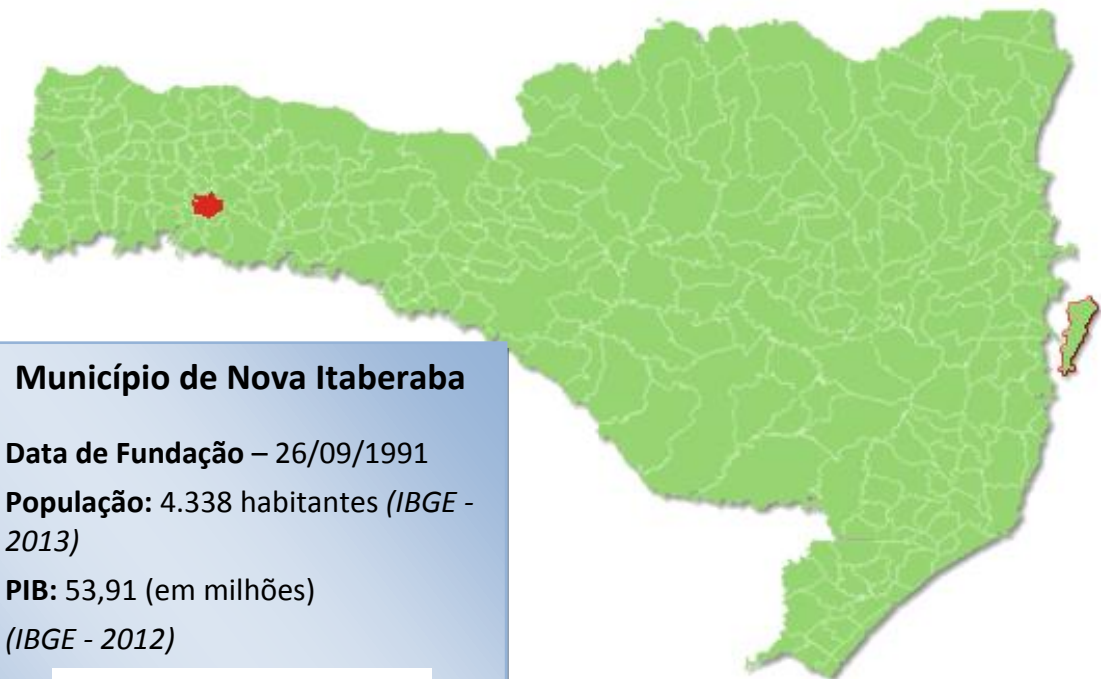 Município de Nova Itaberaba
Data de Fundação – 26/09/1991
População: 4.338 habitantes (IBGE -
2013)
PIB: 53,91 (em milhões)
(IBGE - 2012)